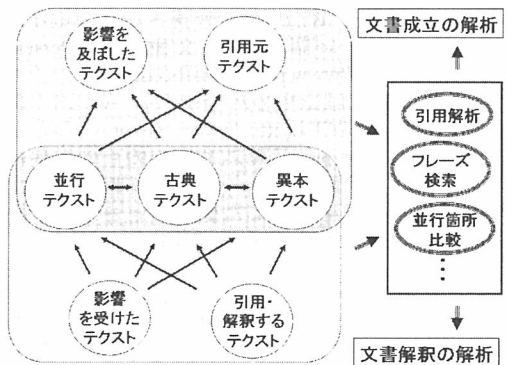 文書成立の解析
影響を
及ぼした
テクスト
引用元
テクスト
引用解析
フレーズ
検索
並行箇所
比較
並行
テクスト
古典
テクスト
異本
テクスト
影響
を受けた
テクスト
引用・
解釈する
テクスト
文書解釈の解析